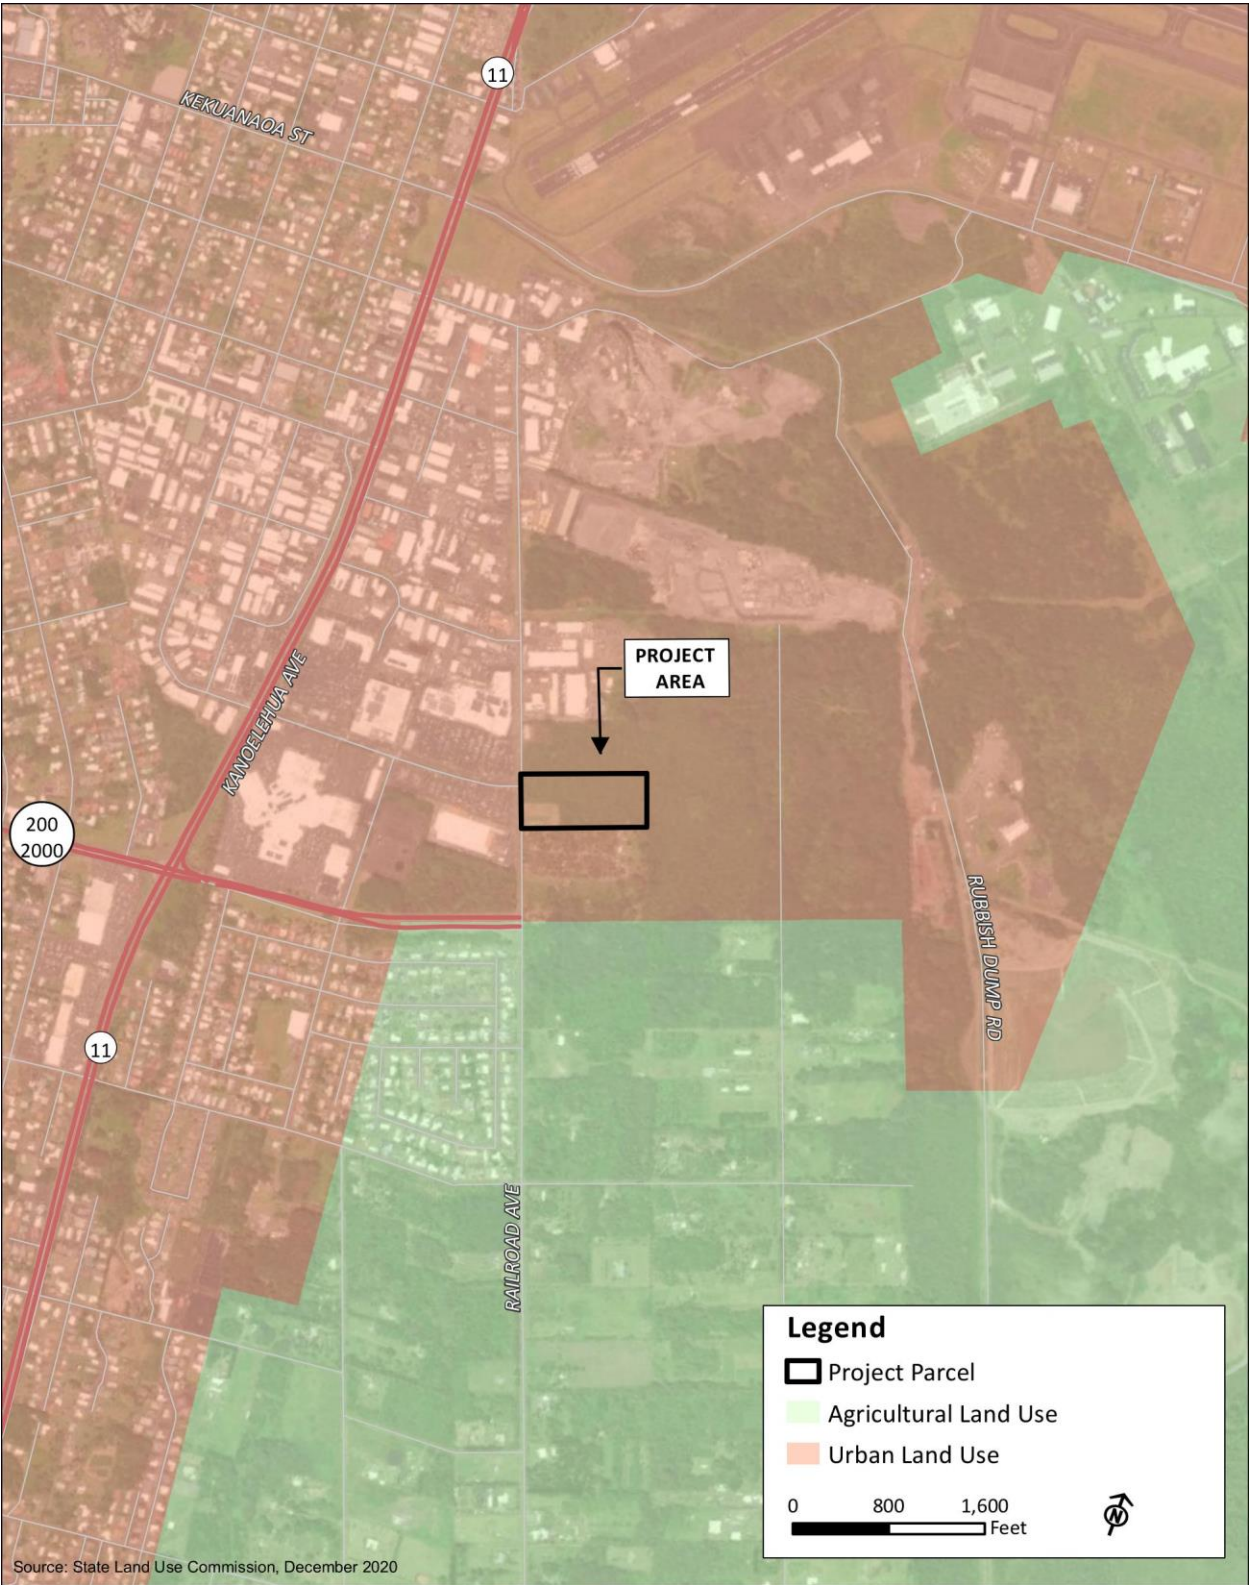 11
KEKUANAOA ST
PROJECT
AREA
KANOELEHUA AVE
200
2000
RUBBISH DUMP RD
11
RAILROAD AVE
Legend
Project Parcel
Agricultural Land Use
Urban Land Use
0 800 1,600
Feet
N
Source: State Land Use Commission, December 2020